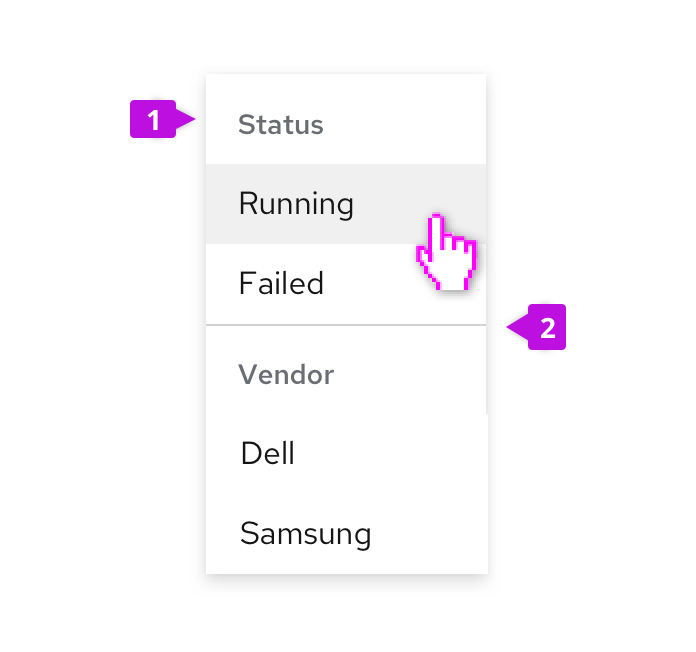 1
Status
Running
Failed
2
Vendor
Dell
Samsung